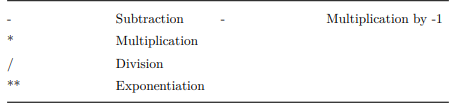 - Subtraction - Multiplication by -1
* Multiplication
/ Division
** Exponentiation